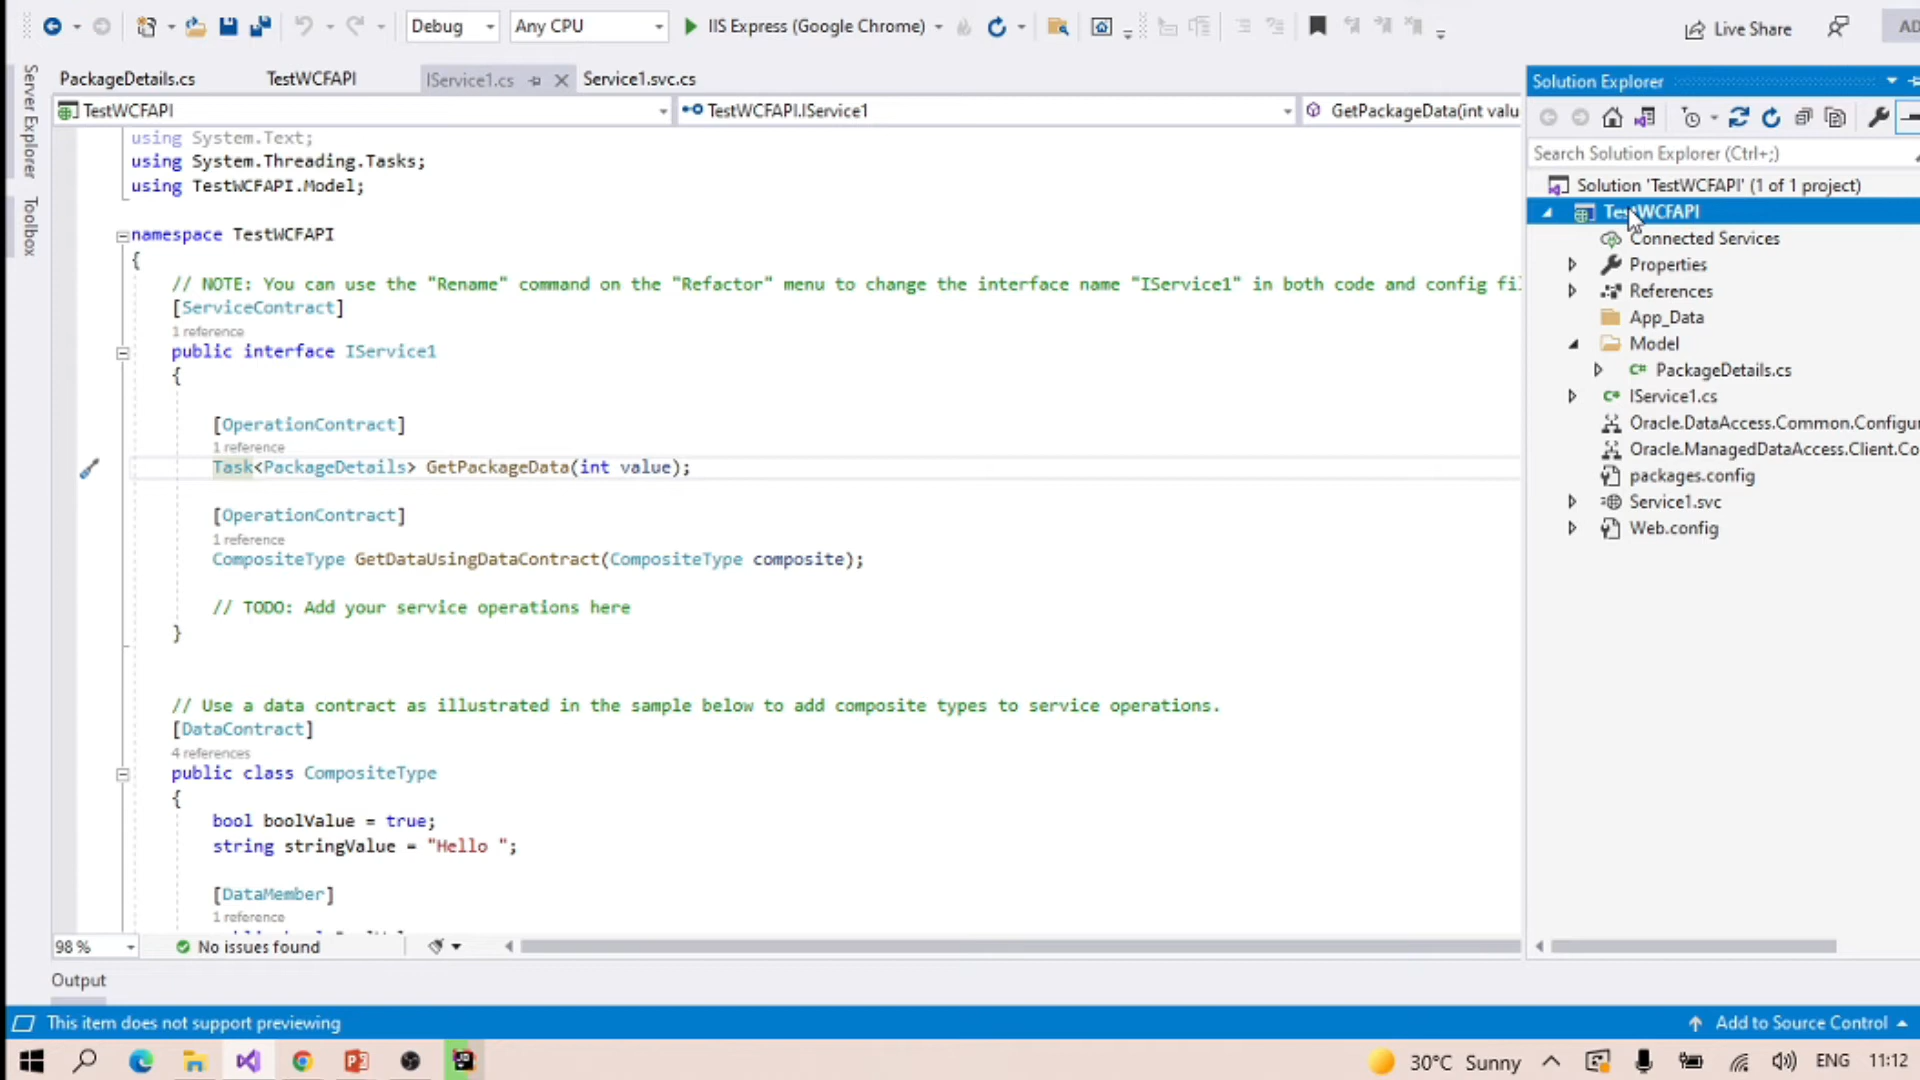 Debug
Any CPU
IIS Express (Google Chrome)
Live Share
AD
Server Explorer
Toolbox
PackageDetails.cs
TestWCFAPI
IService1.cs
Service1.svc.cs
TestWCFAPI
TestWCFAPI.IService1
GetPackageData(int valu
using System.Text;
using System.Threading.Tasks;
using TestWCFAPI.Model;
namespace TestWCFAPI
{
// NOTE: You can use the "Rename" command on the "Refactor" menu to change the interface name "IService1" in both code and config fi
[ServiceContract]
1 reference
public interface IService1
{
[OperationContract]
1 reference
Task<PackageDetails> GetPackageData(int value);
[OperationContract]
1 reference
CompositeType GetDataUsingDataContract(CompositeType composite);
// TODO: Add your service operations here
}
// Use a data contract as illustrated in the sample below to add composite types to service operations.
[DataContract]
4 references
public class CompositeType
{
bool boolValue = true;
string stringValue = "Hello ";
[DataMember]
1 reference
98 %
No issues found
Output
Solution Explorer
Search Solution Explorer (Ctrl+;)
Solution 'TestWCFAPI' (1 of 1 project)
TestWCFAPI
Connected Services
Properties
References
App_Data
Model
C# PackageDetails.cs
C# IService1.cs
Oracle.DataAccess.Common.Configur
Oracle.ManagedDataAccess.Client.Co
packages.config
Service1.svc
Web.config
This item does not support previewing
Add to Source Control
30°C Sunny
ENG
11:12